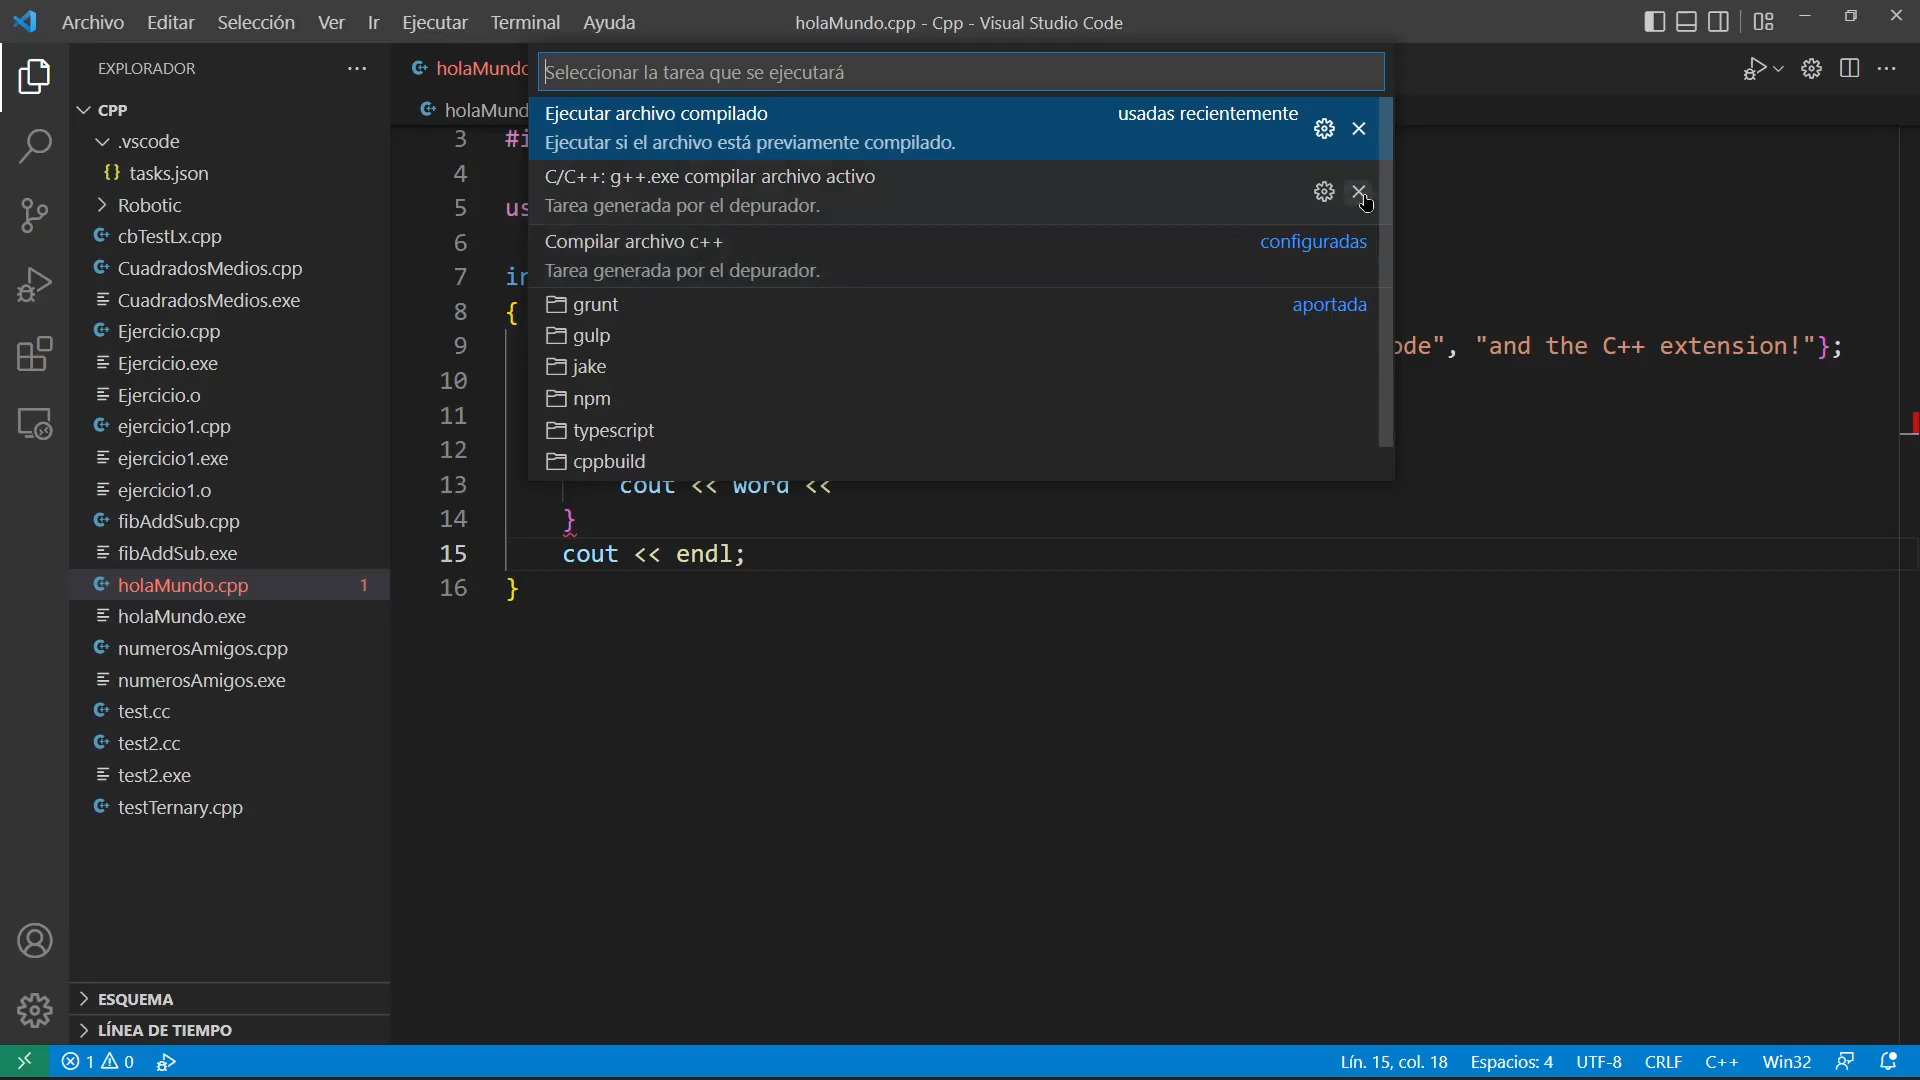 Archivo Editar Selección Ver Ir Ejecutar Terminal Ayuda
holaMundo.cpp - Cpp - Visual Studio Code
EXPLORADOR
CPP
.vscode
tasks.json
Robotic
cbTestLx.cpp
CuadradosMedios.cpp
CuadradosMedios.exe
Ejercicio.cpp
Ejercicio.exe
Ejercicio.o
ejercicio1.cpp
ejercicio1.exe
ejercicio1.o
fibAddSub.cpp
fibAddSub.exe
holaMundo.cpp 1
holaMundo.exe
numerosAmigos.cpp
numerosAmigos.exe
test.cc
test2.cc
test2.exe
testTernary.cpp
ESQUEMA
LÍNEA DE TIEMPO
Seleccionar la tarea que se ejecutará
Ejecutar archivo compilado usadas recientemente
Ejecutar si el archivo está previamente compilado.
C/C++: g++.exe compilar archivo activo
Tarea generada por el depurador.
Compilar archivo c++ configuradas
Tarea generada por el depurador.
grunt aportada
gulp
jake
npm
typescript
cppbuild
3 #i
4
5 us
6
7 in
8 {
9 ode", "and the C++ extension!"};
10
11
12
13 cout << word <<
14 }
15 cout << endl;
16 }
1 0
Lín. 15, col. 18 Espacios: 4 UTF-8 CRLF C++ Win32